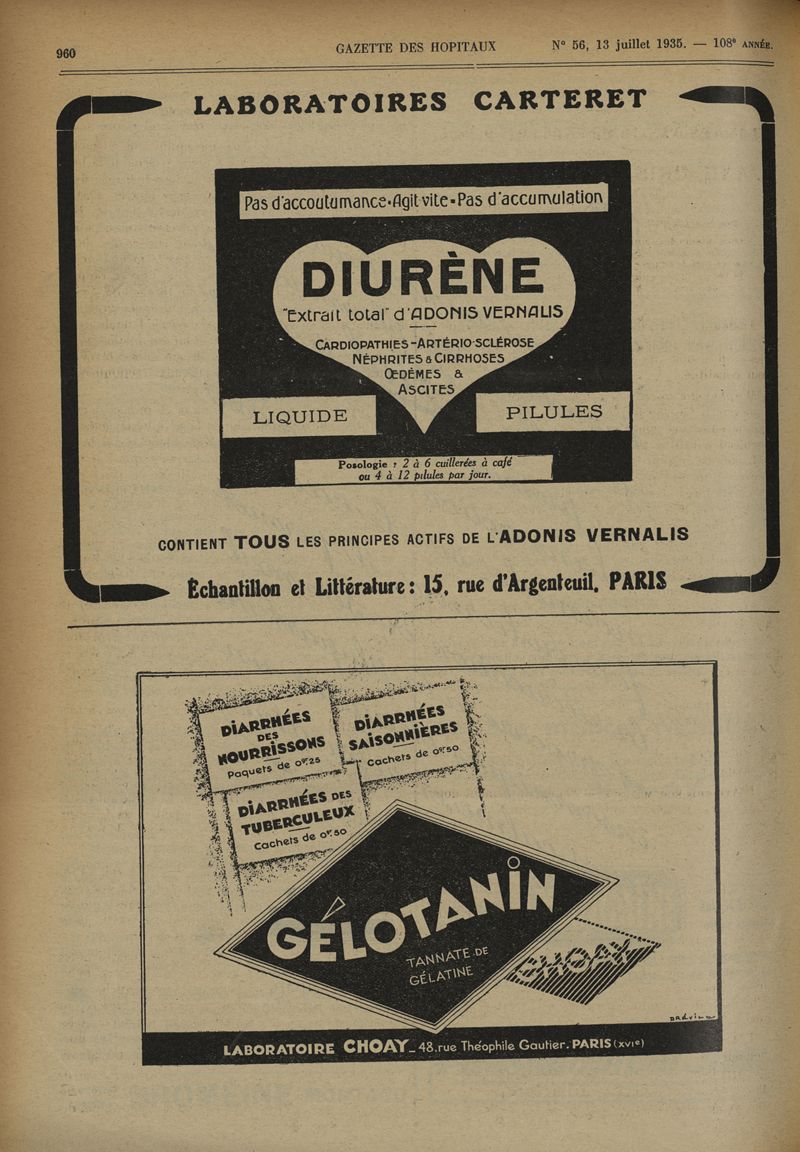 960
GAZETTE DES HOPITAUX
N° 56, 13 juillet 1935. — 108e ANNÉE.
LABORATOIRES CARTERET
Pas d'accoutumance-Agit vite-Pas d'accumulation
DIURÈNE
"Extrait total" d'ADONIS VERNALIS
CARDIOPATHIES-ARTÉRIO-SCLÉROSE
NÉPHRITES & CIRRHOSES
ŒDÈMES &
ASCITES
LIQUIDE
PILULES
Posologie : 2 à 6 cuillerées à café
ou 4 à 12 pilules par jour.
CONTIENT TOUS LES PRINCIPES ACTIFS DE L'ADONIS VERNALIS
Échantillon et Littérature : 15, rue d'Argenteuil, PARIS
DIARRHÉES
DES
NOURRISSONS
Paquets de 0gr25
DIARRHÉES
SAISONNIÈRES
Cachets de 0gr50
DIARRHÉES DES
TUBERCULEUX
Cachets de 0gr50
GÉLOTANIN
TANNATE DE
GÉLATINE
CHOAY
LABORATOIRE CHOAY_48.rue Théophile Gautier.PARIS(XVIe)